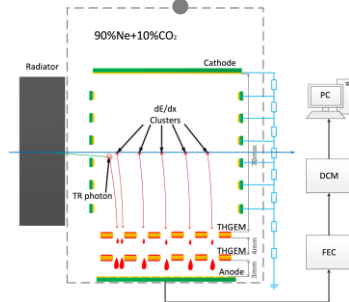 90%Ne+10%CO₂
Radiator
Cathode
PC
dE/dx
Clusters
70mm
TR photon
DCM
THGEM
4mm
THGEM
FEC
3mm
Anode